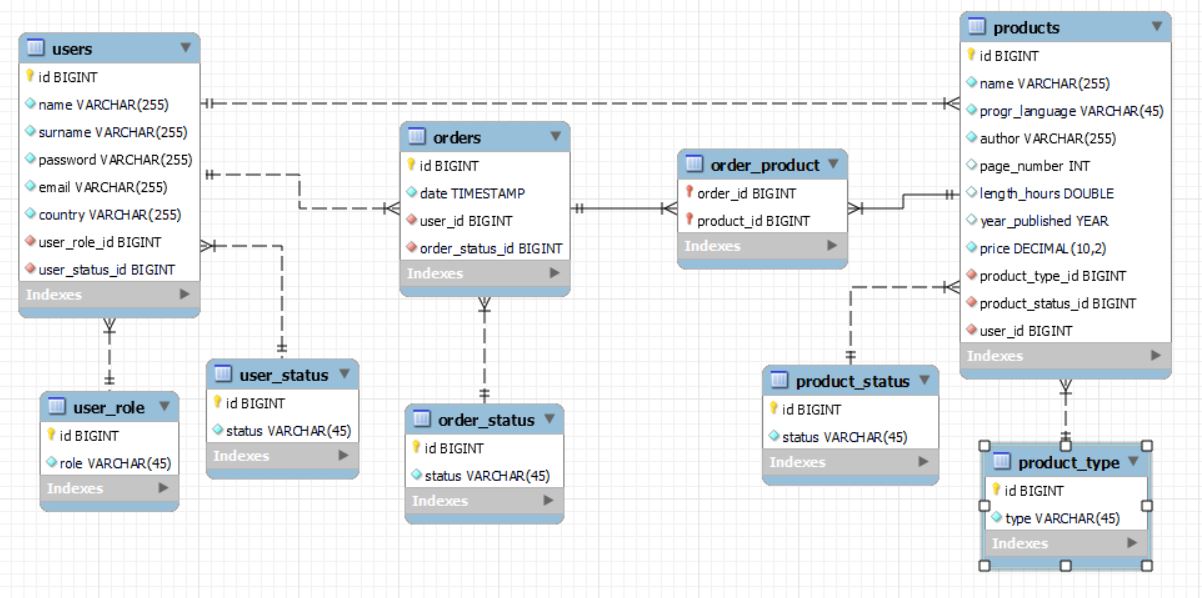 users
id BIGINT
name VARCHAR(255)
surname VARCHAR(255)
password VARCHAR(255)
email VARCHAR(255)
country VARCHAR(255)
user_role_id BIGINT
user_status_id BIGINT
Indexes
orders
id BIGINT
date TIMESTAMP
user_id BIGINT
order_status_id BIGINT
Indexes
order_product
order_id BIGINT
product_id BIGINT
Indexes
products
id BIGINT
name VARCHAR(255)
progr_language VARCHAR(45)
author VARCHAR(255)
page_number INT
length_hours DOUBLE
year_published YEAR
price DECIMAL(10,2)
product_type_id BIGINT
product_status_id BIGINT
user_id BIGINT
Indexes
user_role
id BIGINT
role VARCHAR(45)
Indexes
user_status
id BIGINT
status VARCHAR(45)
Indexes
order_status
id BIGINT
status VARCHAR(45)
Indexes
product_status
id BIGINT
status VARCHAR(45)
Indexes
product_type
id BIGINT
type VARCHAR(45)
Indexes